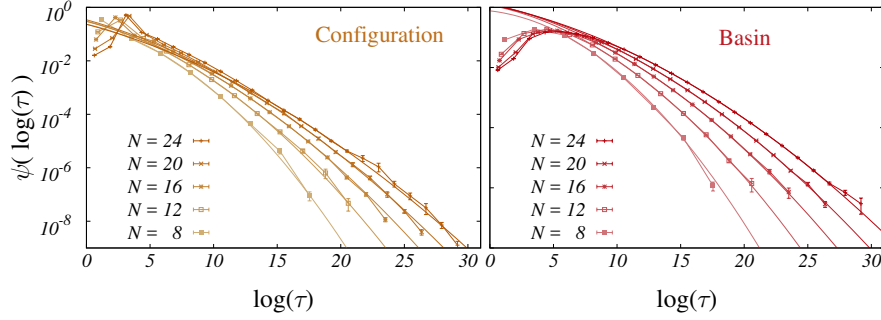 ψ( log(τ) )
10^0
10^-2
10^-4
10^-6
10^-8
Configuration
N = 24
N = 20
N = 16
N = 12
N = 8
0 5 10 15 20 25 30
log(τ)
Basin
N = 24
N = 20
N = 16
N = 12
N = 8
0 5 10 15 20 25 30
log(τ)